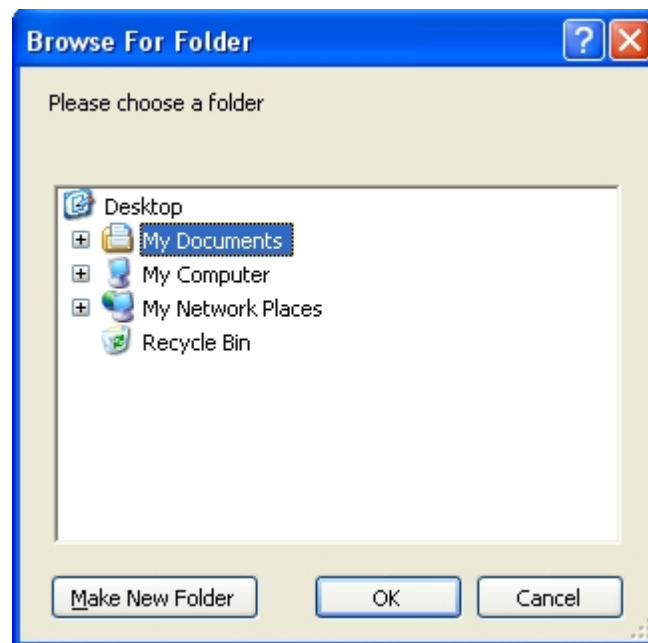 Browse For Folder
Please choose a folder
Desktop
My Documents
My Computer
My Network Places
Recycle Bin
Make New Folder OK Cancel